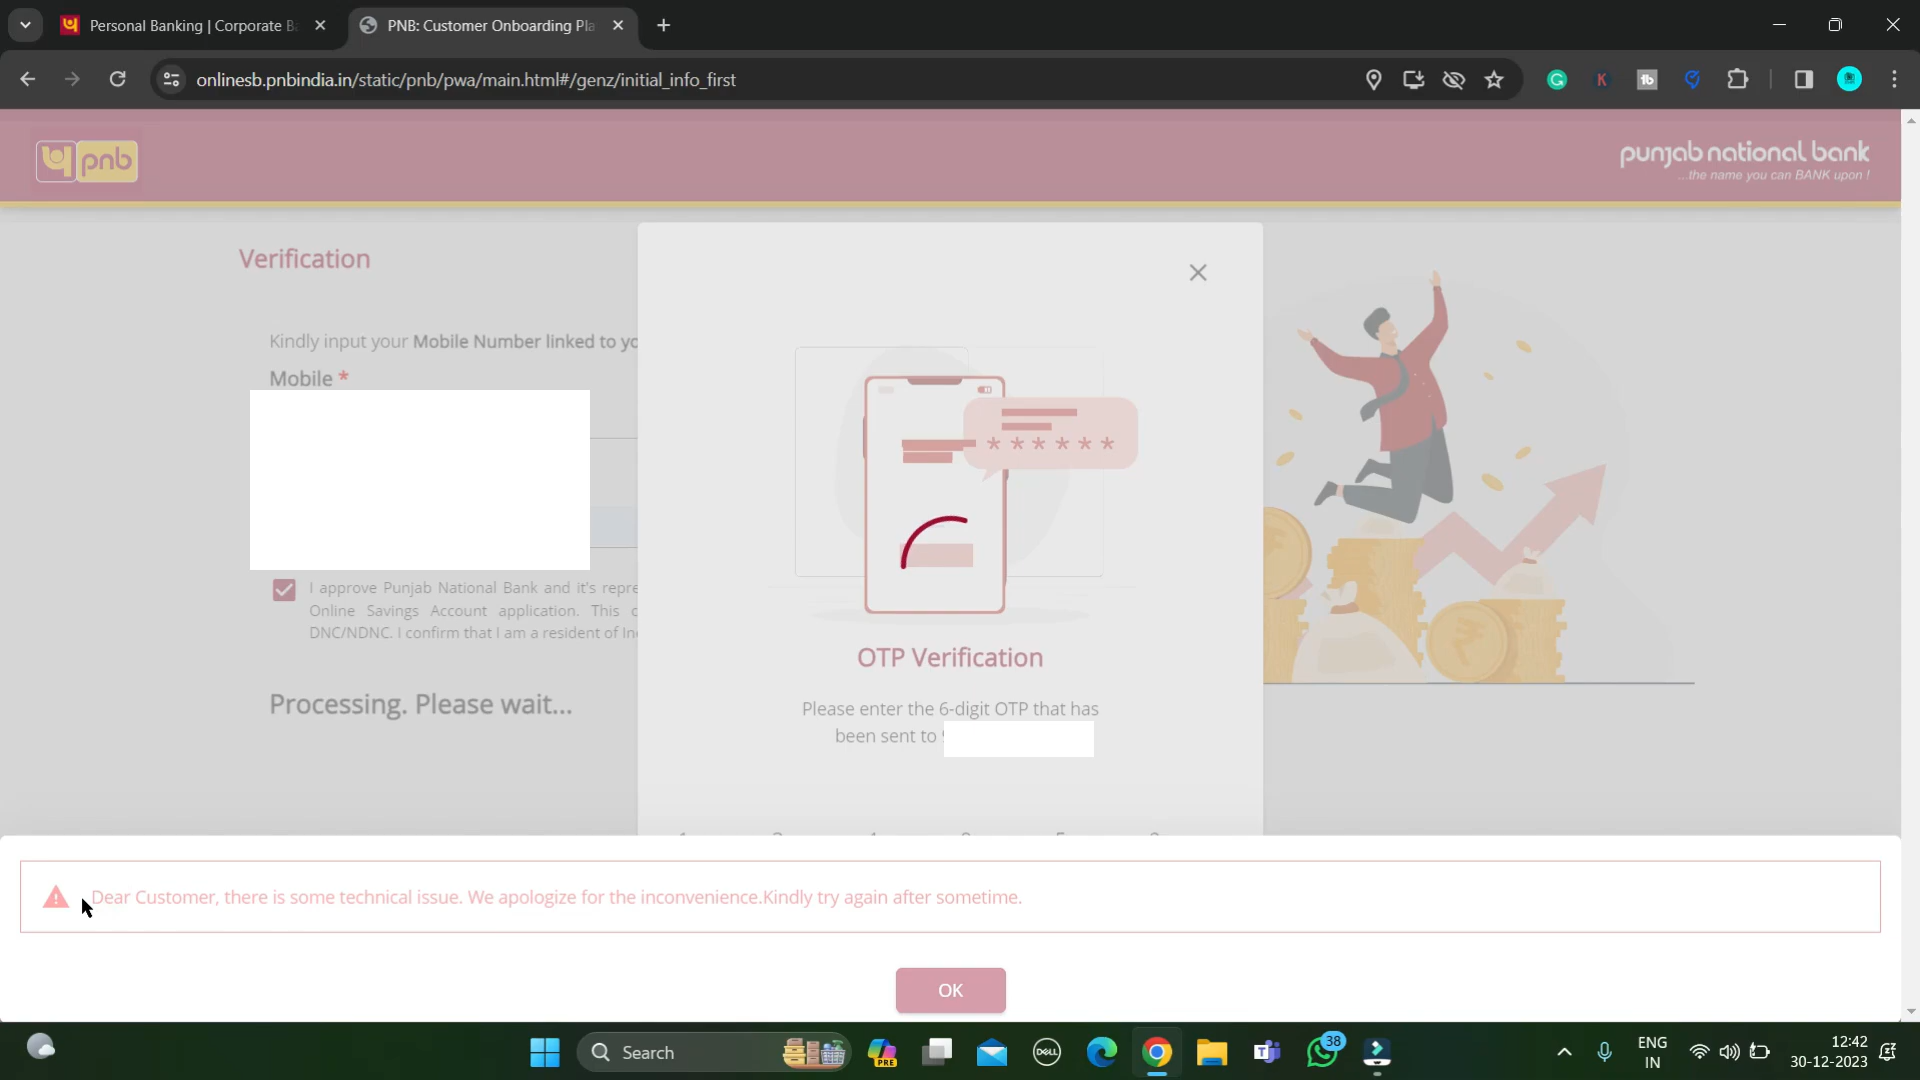 Personal Banking | Corporate B
PNB: Customer Onboarding Pla
onlinesb.pnbindia.in/static/pnb/pwa/main.html#/genz/initial_info_first
pnb
punjab national bank
...the name you can BANK upon !
Verification
Kindly input your Mobile Number linked to yo
Mobile *
I approve Punjab National Bank and it's repre
Online Savings Account application. This c
DNC/NDNC. I confirm that I am a resident of In
Processing. Please wait...
* * * * * *
OTP Verification
Please enter the 6-digit OTP that has
been sent to
Dear Customer, there is some technical issue. We apologize for the inconvenience.Kindly try again after sometime.
OK
Search
PRE
DELL
38
ENG
IN
12:42
30-12-2023